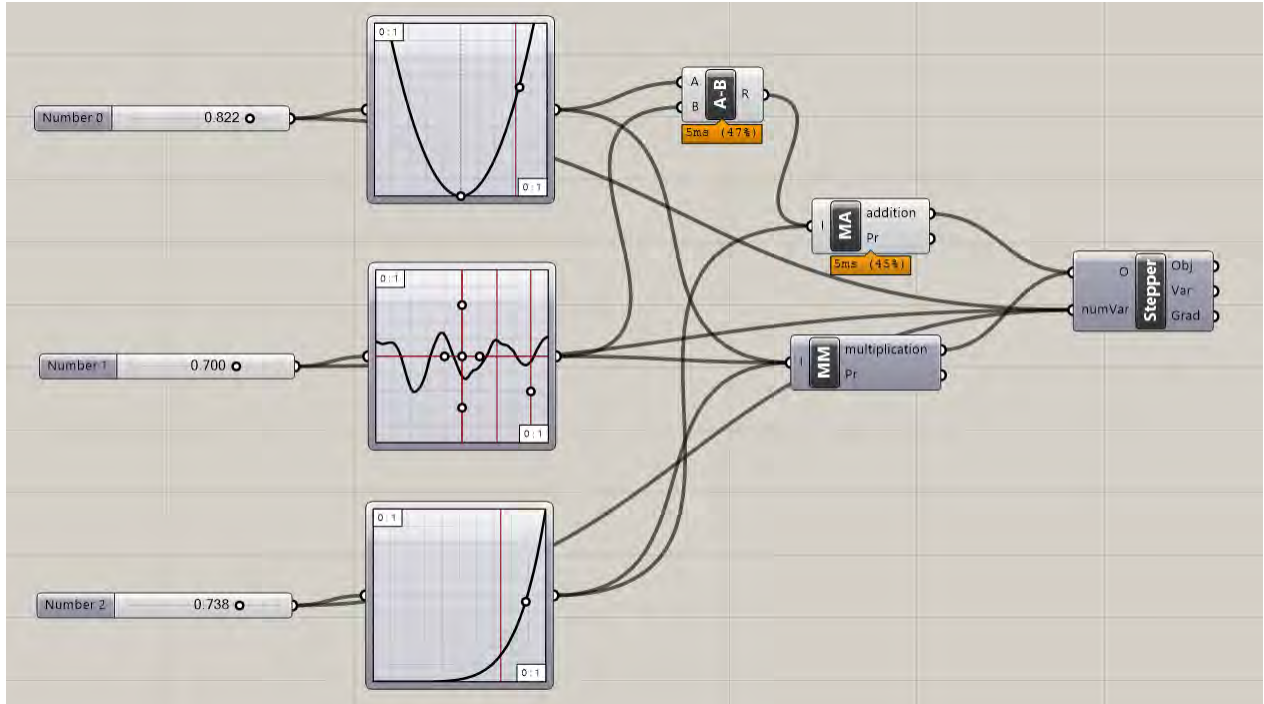 Number 0
0.822
0:1
0:1
A
B
A-B
R
5ms (47%)
Number 1
0.700
0:1
0:1
I
MA
addition
Pr
5ms (45%)
O
numVar
Stepper
Obj
Var
Grad
I
MM
multiplication
Pr
Number 2
0.738
0:1
0:1